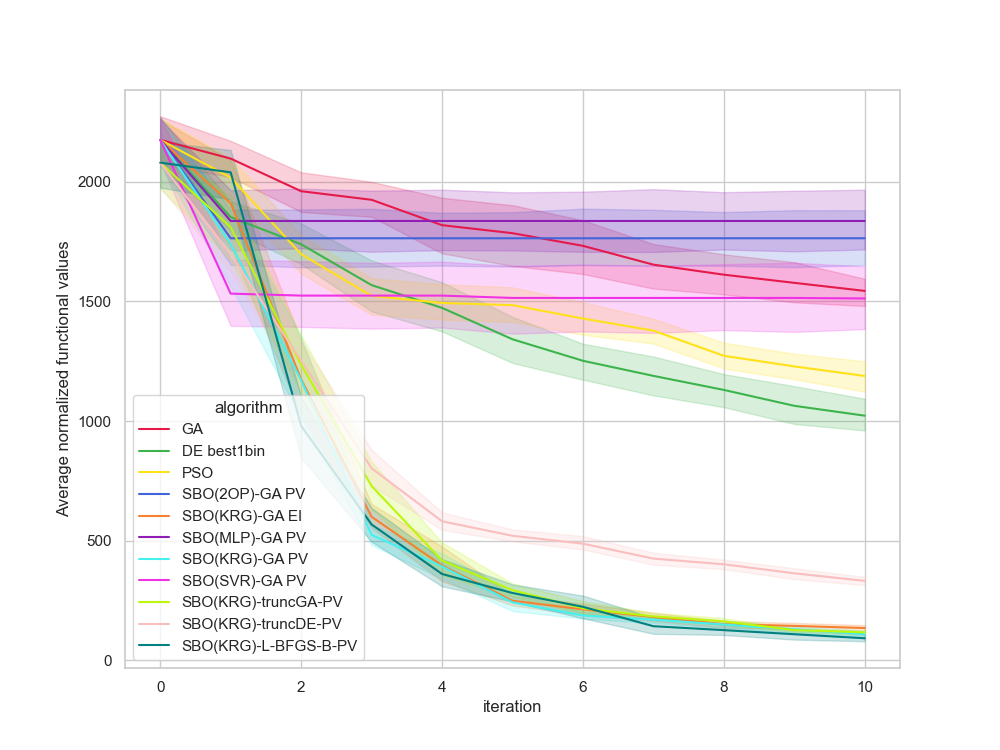 Average normalized functional values
2000
1500
1000
500
0
algorithm
GA
DE best1bin
PSO
SBO(2OP)-GA PV
SBO(KRG)-GA EI
SBO(MLP)-GA PV
SBO(KRG)-GA PV
SBO(SVR)-GA PV
SBO(KRG)-truncGA-PV
SBO(KRG)-truncDE-PV
SBO(KRG)-L-BFGS-B-PV
0 2 4 6 8 10
iteration